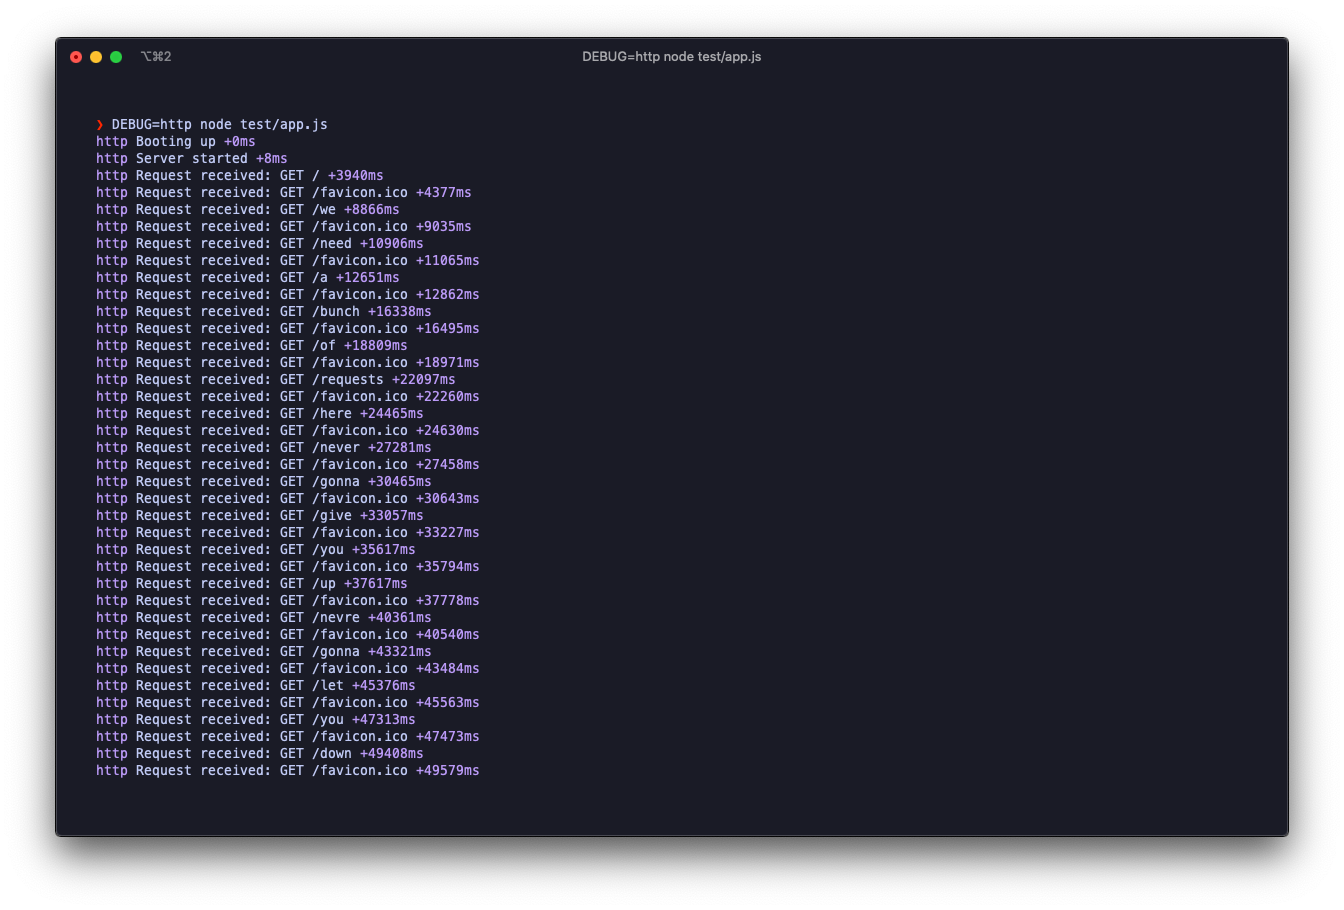 ⌥⌘2
DEBUG=http node test/app.js
❯ DEBUG=http node test/app.js
http Booting up +0ms
http Server started +8ms
http Request received: GET / +3940ms
http Request received: GET /favicon.ico +4377ms
http Request received: GET /we +8866ms
http Request received: GET /favicon.ico +9035ms
http Request received: GET /need +10906ms
http Request received: GET /favicon.ico +11065ms
http Request received: GET /a +12651ms
http Request received: GET /favicon.ico +12862ms
http Request received: GET /bunch +16338ms
http Request received: GET /favicon.ico +16495ms
http Request received: GET /of +18809ms
http Request received: GET /favicon.ico +18971ms
http Request received: GET /requests +22097ms
http Request received: GET /favicon.ico +22260ms
http Request received: GET /here +24465ms
http Request received: GET /favicon.ico +24630ms
http Request received: GET /never +27281ms
http Request received: GET /favicon.ico +27458ms
http Request received: GET /gonna +30465ms
http Request received: GET /favicon.ico +30643ms
http Request received: GET /give +33057ms
http Request received: GET /favicon.ico +33227ms
http Request received: GET /you +35617ms
http Request received: GET /favicon.ico +35794ms
http Request received: GET /up +37617ms
http Request received: GET /favicon.ico +37778ms
http Request received: GET /nevre +40361ms
http Request received: GET /favicon.ico +40540ms
http Request received: GET /gonna +43321ms
http Request received: GET /favicon.ico +43484ms
http Request received: GET /let +45376ms
http Request received: GET /favicon.ico +45563ms
http Request received: GET /you +47313ms
http Request received: GET /favicon.ico +47473ms
http Request received: GET /down +49408ms
http Request received: GET /favicon.ico +49579ms